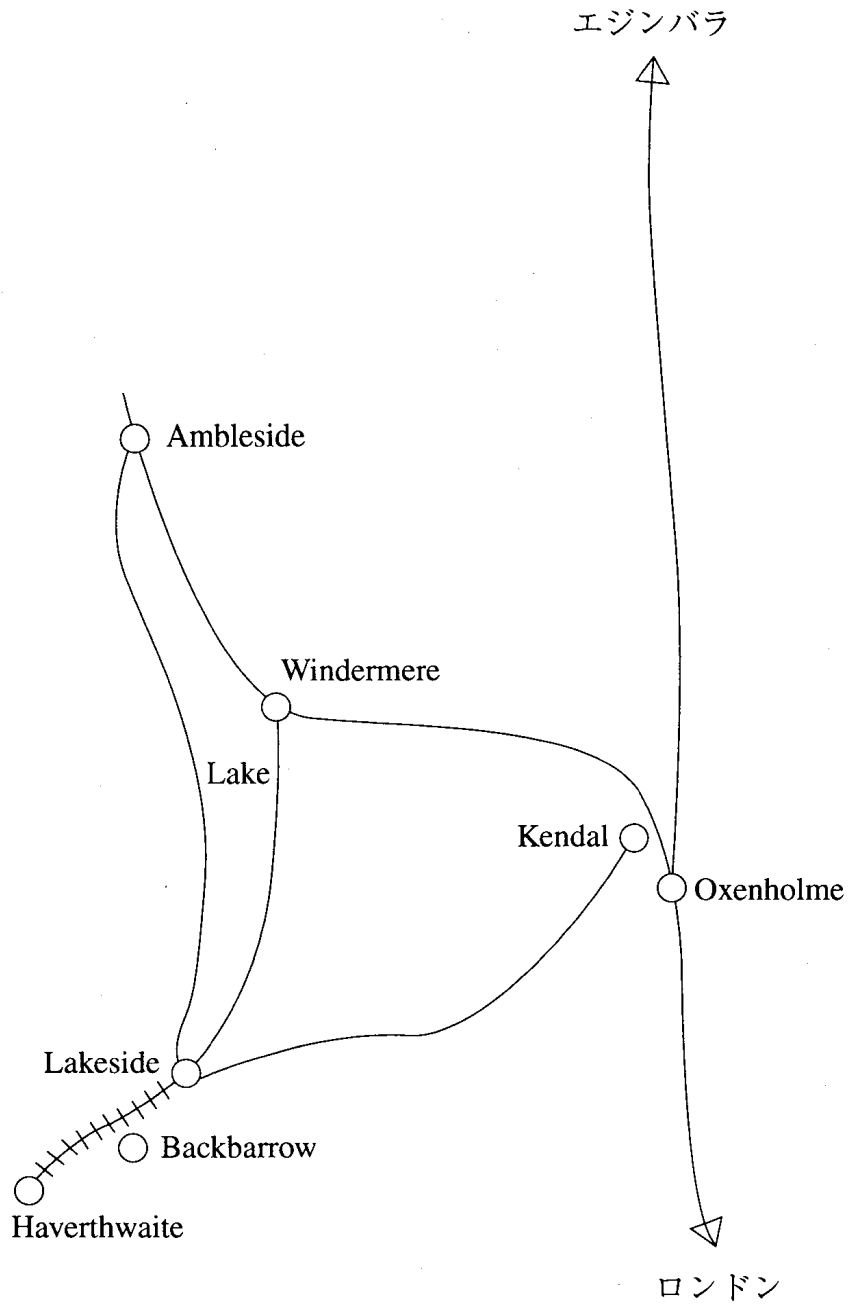 エジンバラ
Ambleside
Windermere
Lake
Kendal
Oxenholme
Lakeside
Backbarrow
Haverthwaite
ロンドン